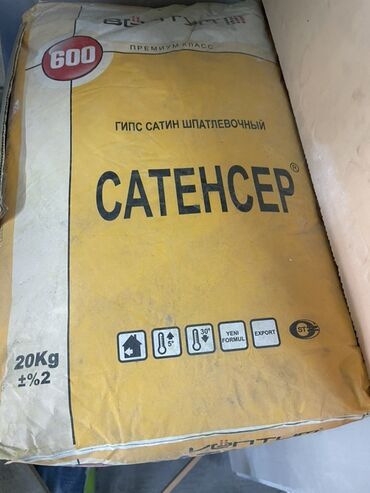 ПРЕМИУМ КЛАСС
600
ГИПС САТИН ШПАТЛЕВОЧНЫЙ
САТЕНСЕР®
5°
30°
YENI
FORMUL
EXPORT
20Kg
±%2